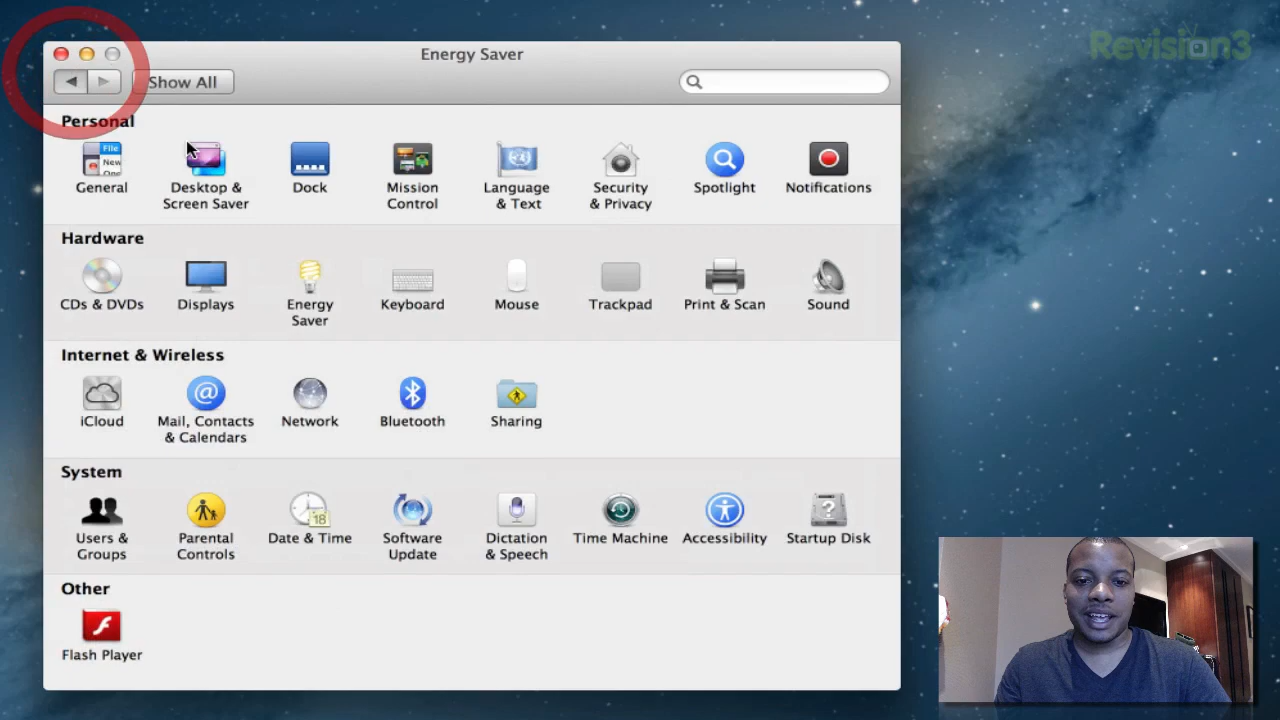 Revision3
Energy Saver
Show All
Personal
File
New
General
Desktop &
Screen Saver
Dock
Mission
Control
Language
& Text
Security
& Privacy
Spotlight
Notifications
Hardware
CDs & DVDs
Displays
Energy
Saver
Keyboard
Mouse
Trackpad
Print & Scan
Sound
Internet & Wireless
iCloud
@
Mail, Contacts
& Calendars
Network
Bluetooth
Sharing
System
Users &
Groups
Parental
Controls
18
Date & Time
Software
Update
Dictation
& Speech
Time Machine
Accessibility
?
Startup Disk
Other
Flash Player